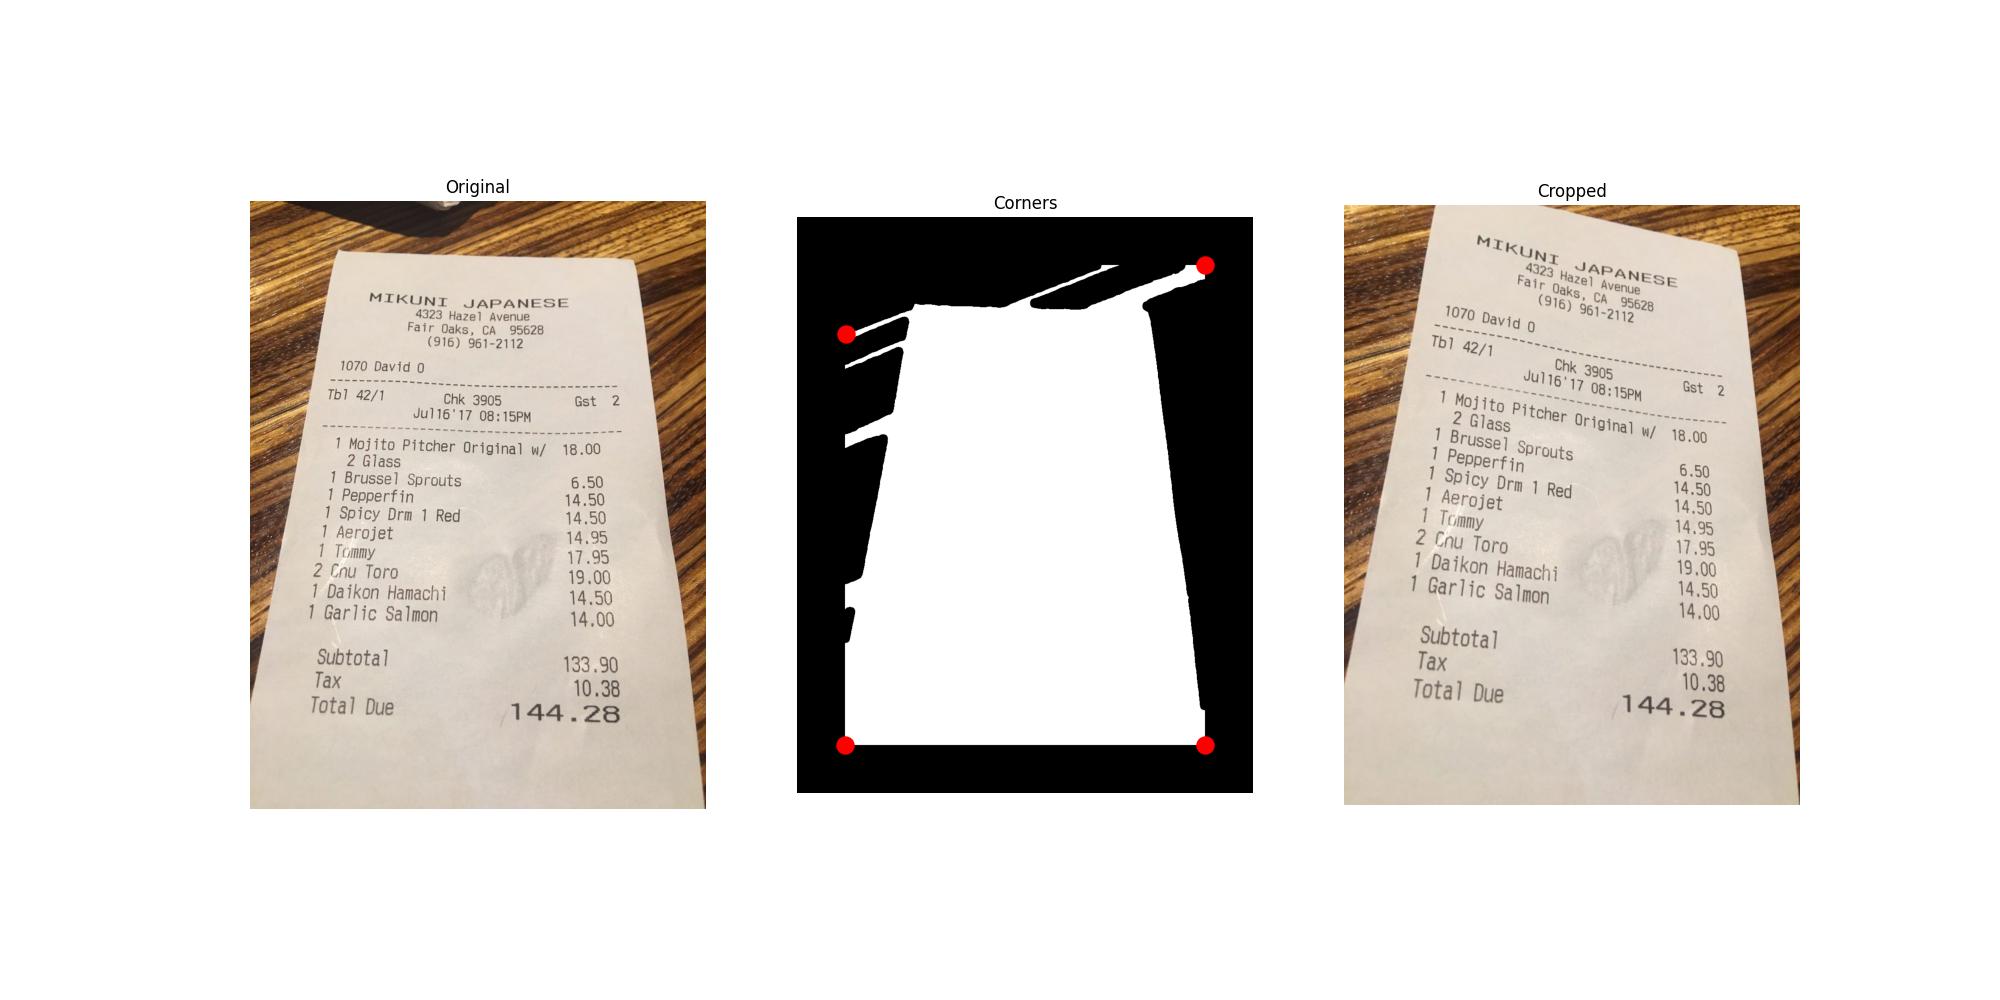 Original
MIKUNI JAPANESE
4323 Hazel Avenue
Fair Oaks, CA 95628
(916) 961-2112
1070 David O
Tbl 42/1 Chk 3905 Gst 2
Jul16'17 08:15PM
1 Mojito Pitcher Original w/ 18.00
2 Glass
1 Brussel Sprouts 6.50
1 Pepperfin 14.50
1 Spicy Drm 1 Red 14.50
1 Aerojet 14.95
1 Tommy 17.95
2 Chu Toro 19.00
1 Daikon Hamachi 14.50
1 Garlic Salmon 14.00
Subtotal 133.90
Tax 10.38
Total Due 144.28
Corners
Cropped
MIKUNI JAPANESE
4323 Hazel Avenue
Fair Oaks, CA 95628
(916) 961-2112
1070 David O
Tbl 42/1 Chk 3905 Gst 2
Jul16'17 08:15PM
1 Mojito Pitcher Original w/ 18.00
2 Glass
1 Brussel Sprouts 6.50
1 Pepperfin 14.50
1 Spicy Drm 1 Red 14.50
1 Aerojet 14.95
1 Tommy 17.95
2 Chu Toro 19.00
1 Daikon Hamachi 14.50
1 Garlic Salmon 14.00
Subtotal 133.90
Tax 10.38
Total Due 144.28